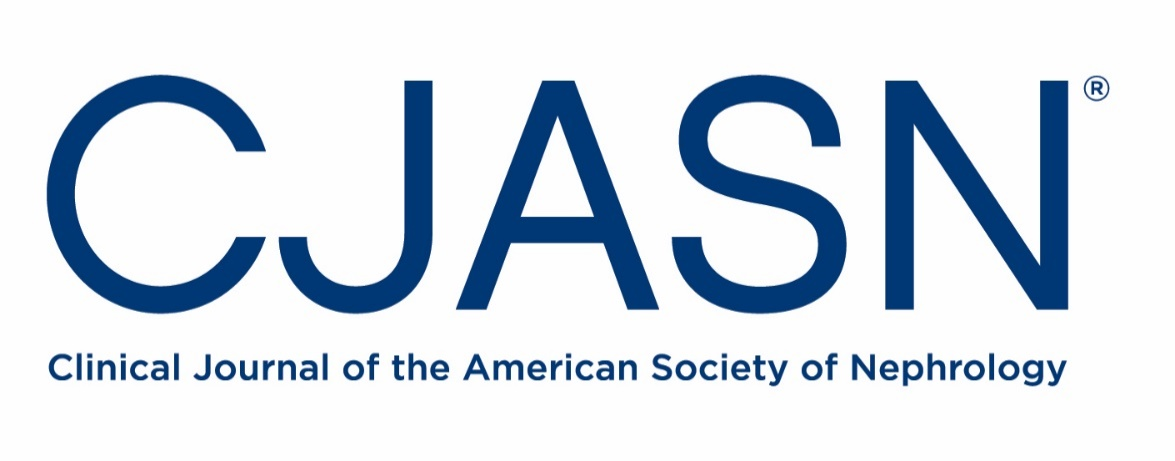 CJASN®
Clinical Journal of the American Society of Nephrology